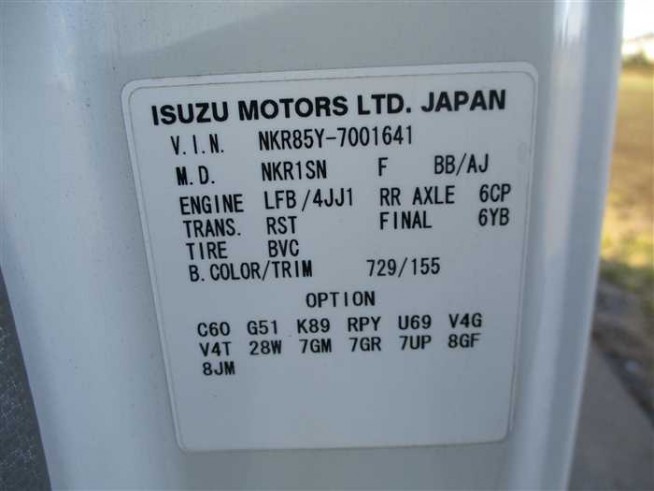 ISUZU MOTORS LTD. JAPAN
V.I.N. NKR85Y-7001641
M.D. NKR1SN F BB/AJ
ENGINE LFB/4JJ1 RR AXLE 6CP
TRANS. RST FINAL 6YB
TIRE BVC
B.COLOR/TRIM 729/155
OPTION
C60 G51 K89 RPY U69 V4G
V4T 28W 7GM 7GR 7UP 8GF
8JM